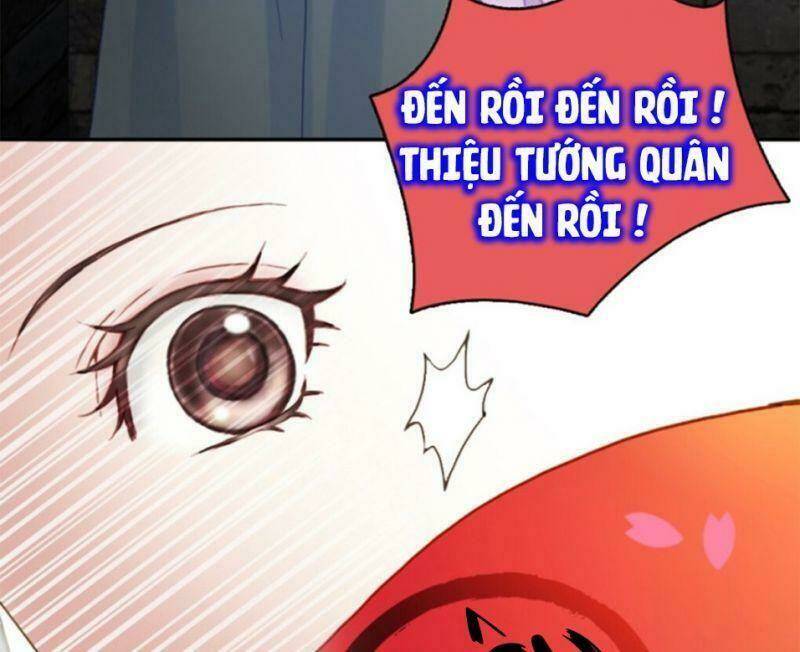 ĐẾN RỒI ĐẾN RỒI !
THIỆU TƯỚNG QUÂN
ĐẾN RỒI !